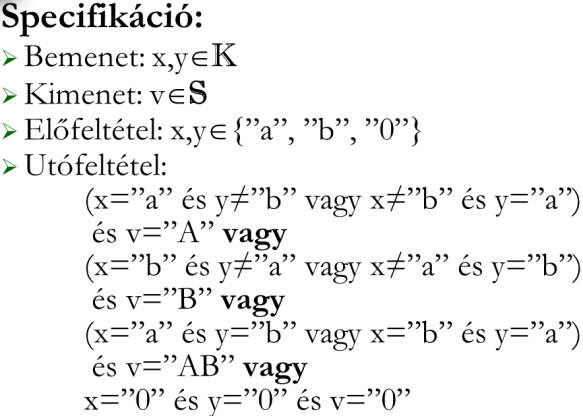 Specifikáció:
➢ Bemenet: x,y∈K
➢ Kimenet: v∈S
➢ Előfeltétel: x,y∈{”a”, ”b”, ”0”}
➢ Utófeltétel:
(x=”a” és y≠”b” vagy x≠”b” és y=”a”)
és v=”A” vagy
(x=”b” és y≠”a” vagy x≠”a” és y=”b”)
és v=”B” vagy
(x=”a” és y=”b” vagy x=”b” és y=”a”)
és v=”AB” vagy
x=”0” és y=”0” és v=”0”